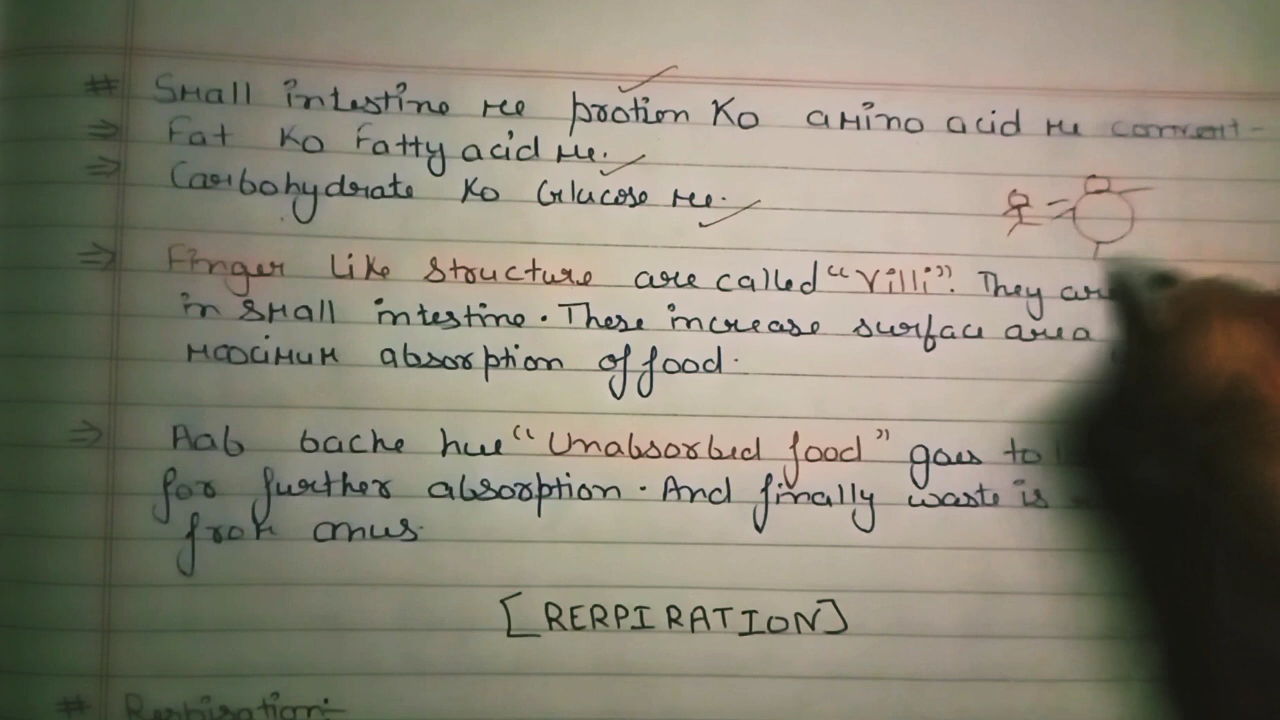 # Small intestine me protion Ko amino acid me convert-
⇒ Fat Ko Fatty acid me.
⇒ Carbohydrate Ko Glucose me.
⇒ Finger Like structure are called "Villi". They are
in small intestine. These increase surface area
maximum absorption of food.
⇒ Aab bache hue "Unabsorbed food" goes to
for further absorption. And finally waste is
from anus.
[RERPIRATION]
# Rerpiration:-